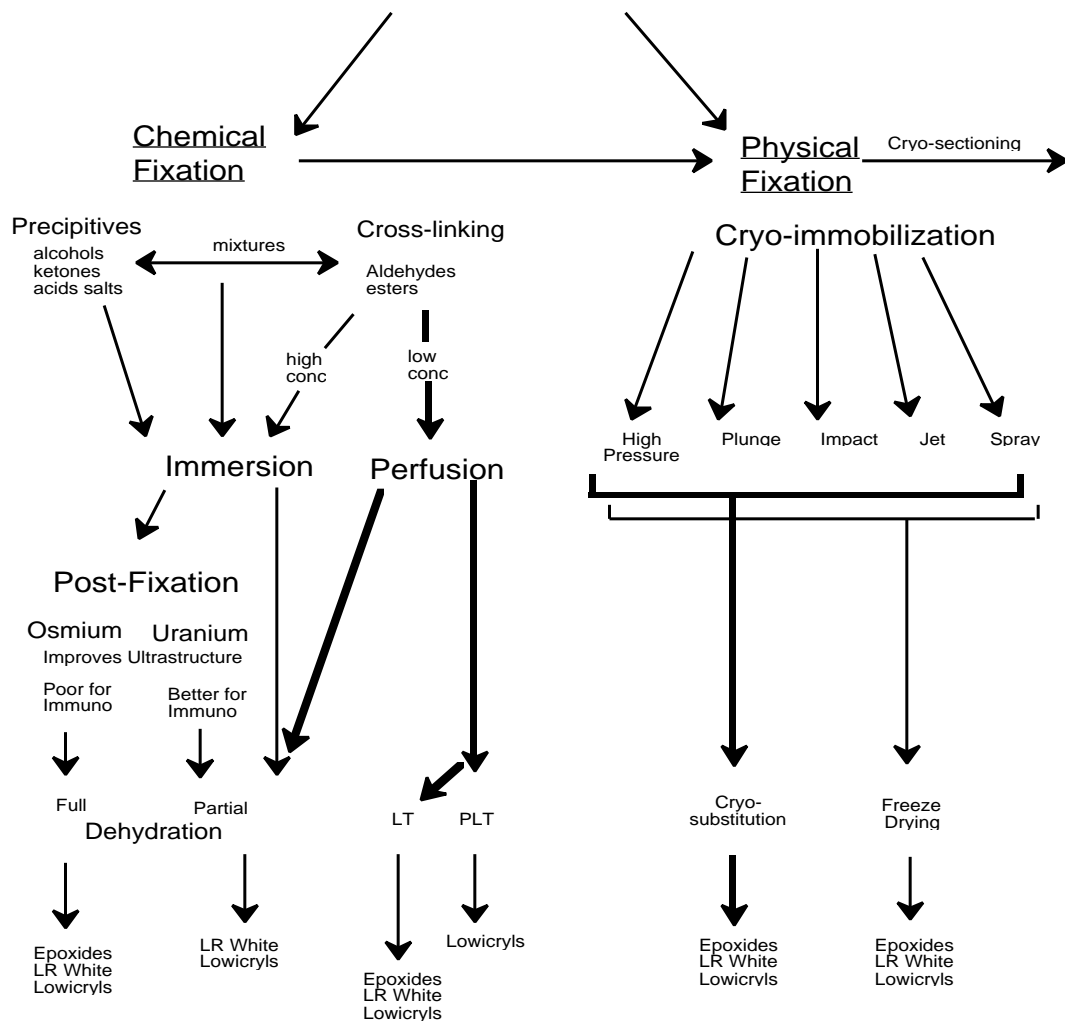 Chemical
Fixation
Physical
Fixation
Cryo-sectioning
Precipitives
alcohols
ketones
acids salts
mixtures
Cross-linking
Aldehydes
esters
high
conc
low
conc
Cryo-immobilization
High
Pressure
Plunge
Impact
Jet
Spray
Immersion
Perfusion
Post-Fixation
Osmium
Uranium
Improves Ultrastructure
Poor for
Immuno
Better for
Immuno
Full
Partial
Dehydration
LT
PLT
Cryo-
substitution
Freeze
Drying
Epoxides
LR White
Lowicryls
LR White
Lowicryls
Epoxides
LR White
Lowicryls
Lowicryls
Epoxides
LR White
Lowicryls
Epoxides
LR White
Lowicryls